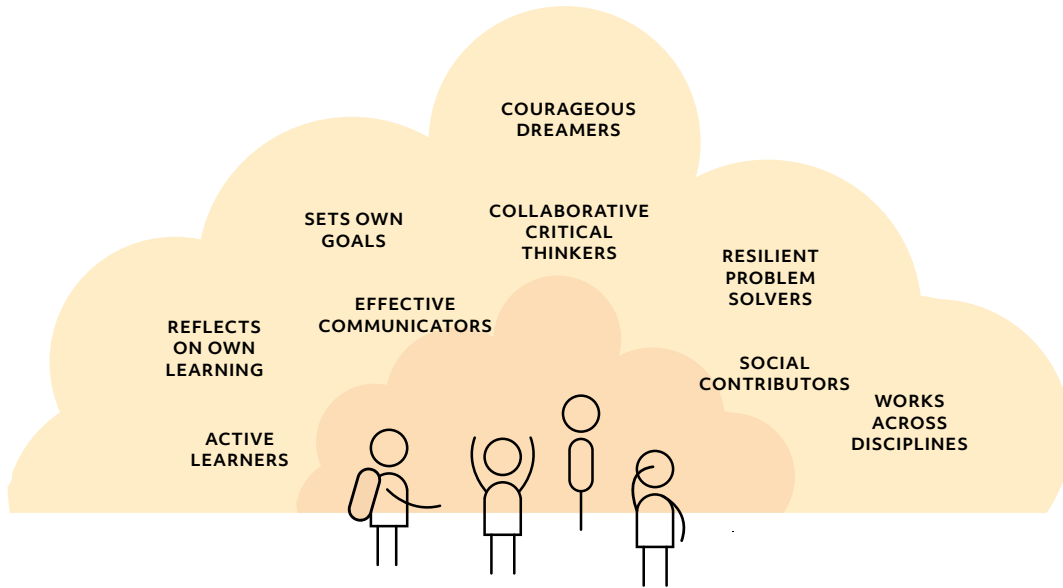 COURAGEOUS
DREAMERS
SETS OWN
GOALS
COLLABORATIVE
CRITICAL
THINKERS
RESILIENT
PROBLEM
SOLVERS
EFFECTIVE
COMMUNICATORS
REFLECTS
ON OWN
LEARNING
SOCIAL
CONTRIBUTORS
WORKS
ACROSS
DISCIPLINES
ACTIVE
LEARNERS